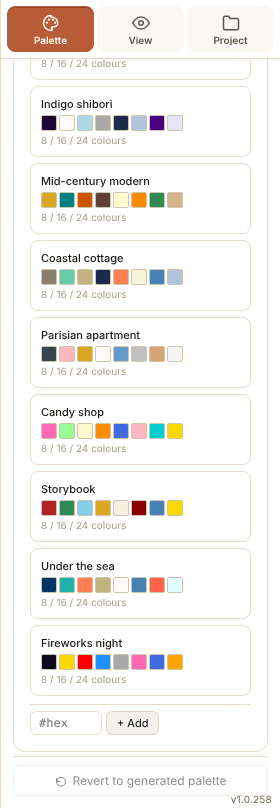 Palette
View
Project
8 / 16 / 24 colours
Indigo shibori
8 / 16 / 24 colours
Mid-century modern
8 / 16 / 24 colours
Coastal cottage
8 / 16 / 24 colours
Parisian apartment
8 / 16 / 24 colours
Candy shop
8 / 16 / 24 colours
Storybook
8 / 16 / 24 colours
Under the sea
8 / 16 / 24 colours
Fireworks night
8 / 16 / 24 colours
#hex
+ Add
Revert to generated palette
v1.0.258